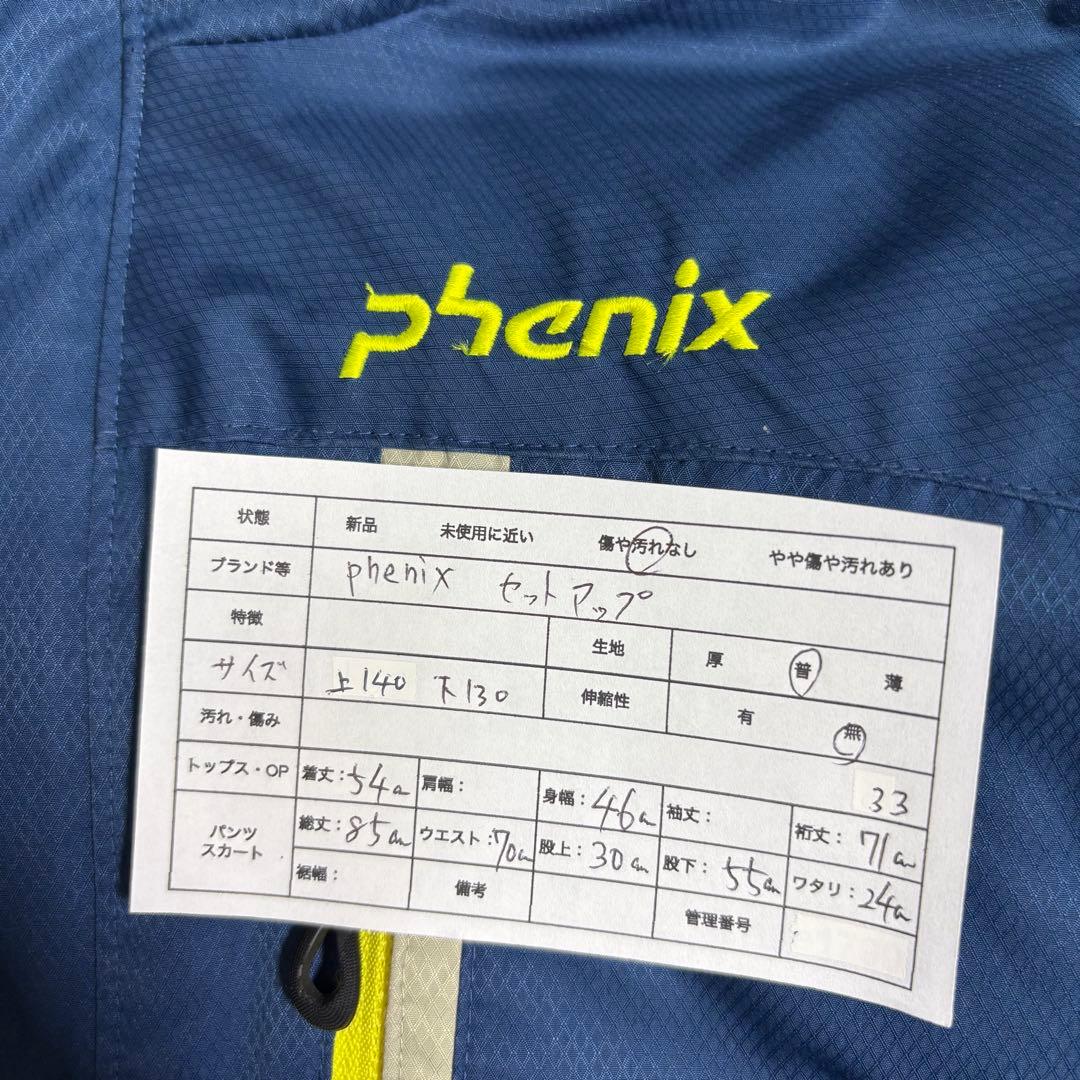 phenix
状態 新品 未使用に近い 傷や汚れなし やや傷や汚れあり
ブランド等 phenix セットアップ
特徴 生地 厚 普 薄
サイズ 上140 下130 伸縮性 有 無
汚れ・傷み 33
トップス・OP 着丈：54cm 肩幅： 身幅：46cm 袖丈： 裄丈：71cm
パンツ スカート 総丈：85cm ウエスト：70cm 股上：30cm 股下：55cm ワタリ：24cm
裾幅： 備考 管理番号